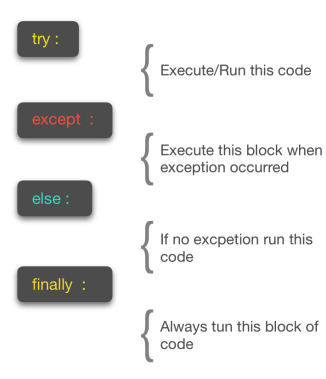 try :
Execute/Run this code
except :
Execute this block when
exception occurred
else :
If no excpetion run this
code
finally :
Always tun this block of
code